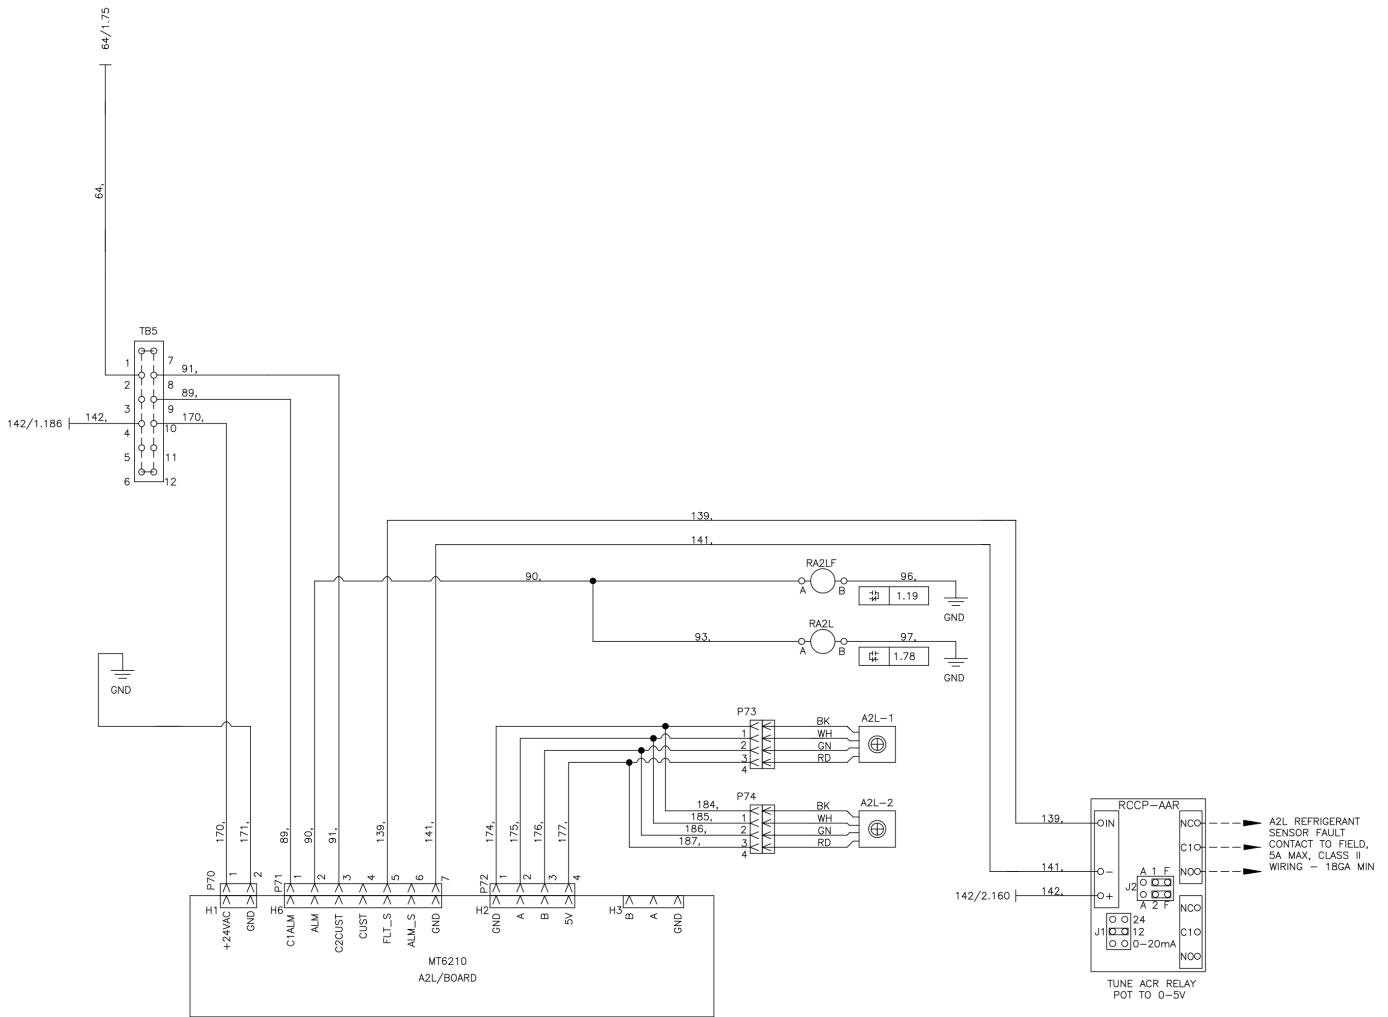 64/1.75
64,
TB5
1
7
91,
2
8
89,
3
9
142/1.186
142,
170,
4
10
5
11
6
12
139,
141,
90,
RA2LF
A
B
96,
1.19
GND
93,
RA2L
A
B
97,
1.78
GND
GND
P73
1
2
3
4
BK
WH
GN
RD
A2L-1
P74
184,
185,
186,
187,
1
2
3
4
BK
WH
GN
RD
A2L-2
170,
171,
89,
90,
91,
139,
141,
174,
175,
176,
177,
P70
1
2
P71
1
2
3
4
5
6
7
P72
1
2
3
4
H1
+24VAC
GND
H6
C1ALM
ALM
C2CUST
CUST
FLT_S
ALM_S
GND
H2
GND
A
B
5V
H3
B
A
GND
MT6210
A2L/BOARD
RCCP-AAR
139,
IN
141,
-
142/2.160
142,
+
NC
C1
NO
NC
C1
NO
A 1 F
J2
A 2 F
J1
24
12
0-20mA
TUNE ACR RELAY
POT TO 0-5V
A2L REFRIGERANT
SENSOR FAULT
CONTACT TO FIELD,
5A MAX, CLASS II
WIRING - 18GA MIN